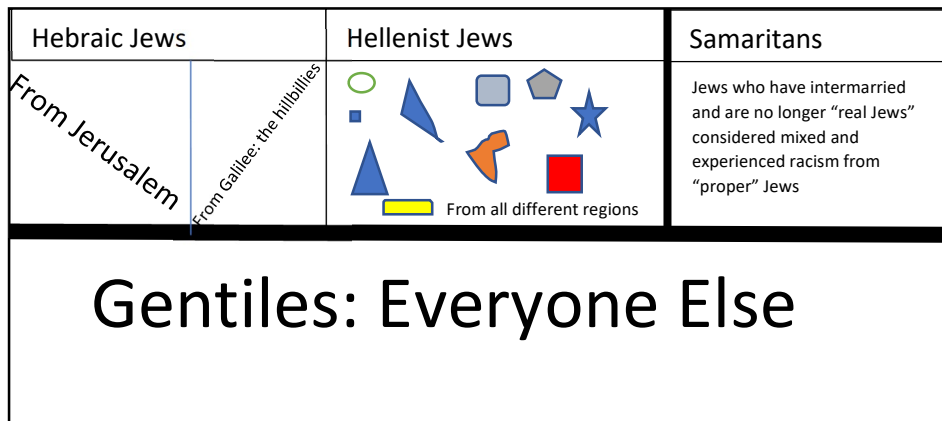 Hebraic Jews
From Jerusalem
From Galilee: the hillbillies
Hellenist Jews
From all different regions
Samaritans
Jews who have intermarried
and are no longer “real Jews”
considered mixed and
experienced racism from
“proper” Jews
Gentiles: Everyone Else